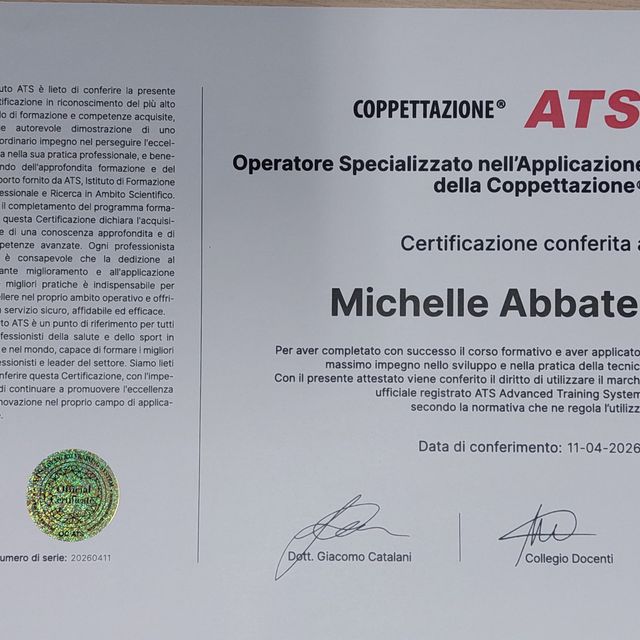 uto ATS è lieto di conferire la presente
tificazione in riconoscimento del più alto
lo di formazione e competenze acquisite,
e autorevole dimostrazione di uno
ordinario impegno nel perseguire l'eccel-
a nella sua pratica professionale, e bene-
ndo dell'approfondita formazione e del
porto fornito da ATS, Istituto di Formazione
essionale e Ricerca in Ambito Scientifico.
il completamento del programma forma-
questa Certificazione dichiara l'acquisi-
e di una conoscenza approfondita e di
petenze avanzate. Ogni professionista
è consapevole che la dedizione al
ante miglioramento e all'applicazione
migliori pratiche è indispensabile per
ellere nel proprio ambito operativo e offri-
servizio sicuro, affidabile ed efficace.
uto ATS è un punto di riferimento per tutti
ofessionisti della salute e dello sport in
e nel mondo, capace di formare i migliori
essionisti e leader del settore. Siamo lieti
onferire questa Certificazione, con l'impe-
di continuare a promuovere l'eccellenza
nnovazione nel proprio campo di applica-
e.
Official
Certificate
umero di serie: 20260411
COPPETTAZIONE® ATS
Operatore Specializzato nell'Applicazione
della Coppettazione®
Certificazione conferita a
Michelle Abbate
Per aver completato con successo il corso formativo e aver applicato
massimo impegno nello sviluppo e nella pratica della tecnic
Con il presente attestato viene conferito il diritto di utilizzare il march
ufficiale registrato ATS Advanced Training System
secondo la normativa che ne regola l'utilizz
Data di conferimento: 11-04-2026
Dott. Giacomo Catalani
Collegio Docenti